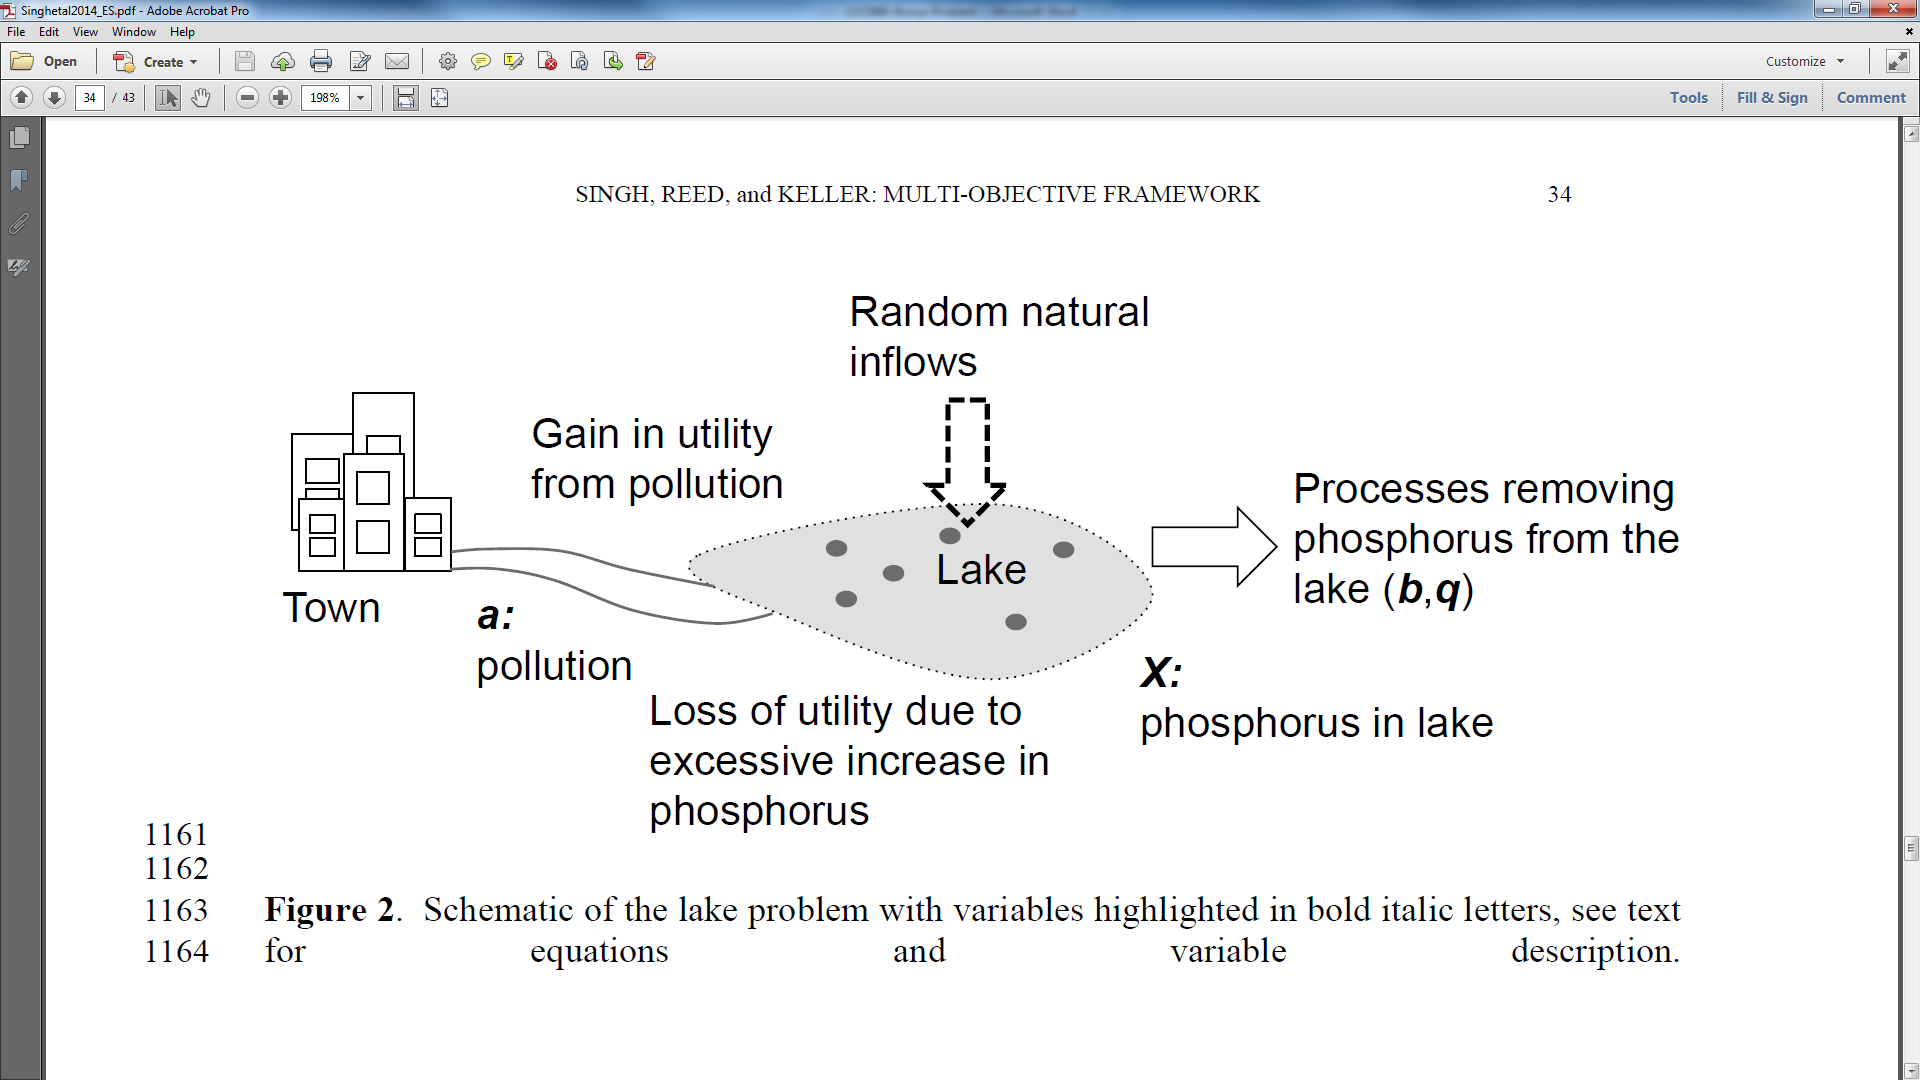 Singhetal2014_ES.pdf - Adobe Acrobat Pro
File Edit View Window Help
Open Create Customize
34 / 43 198% Tools Fill & Sign Comment
SINGH, REED, and KELLER: MULTI-OBJECTIVE FRAMEWORK 34
Random natural
inflows
Gain in utility
from pollution
Processes removing
phosphorus from the
lake (b,q)
Lake
Town
a:
pollution
X:
phosphorus in lake
Loss of utility due to
excessive increase in
phosphorus
1161
1162
1163 Figure 2. Schematic of the lake problem with variables highlighted in bold italic letters, see text
1164 for equations and variable description.